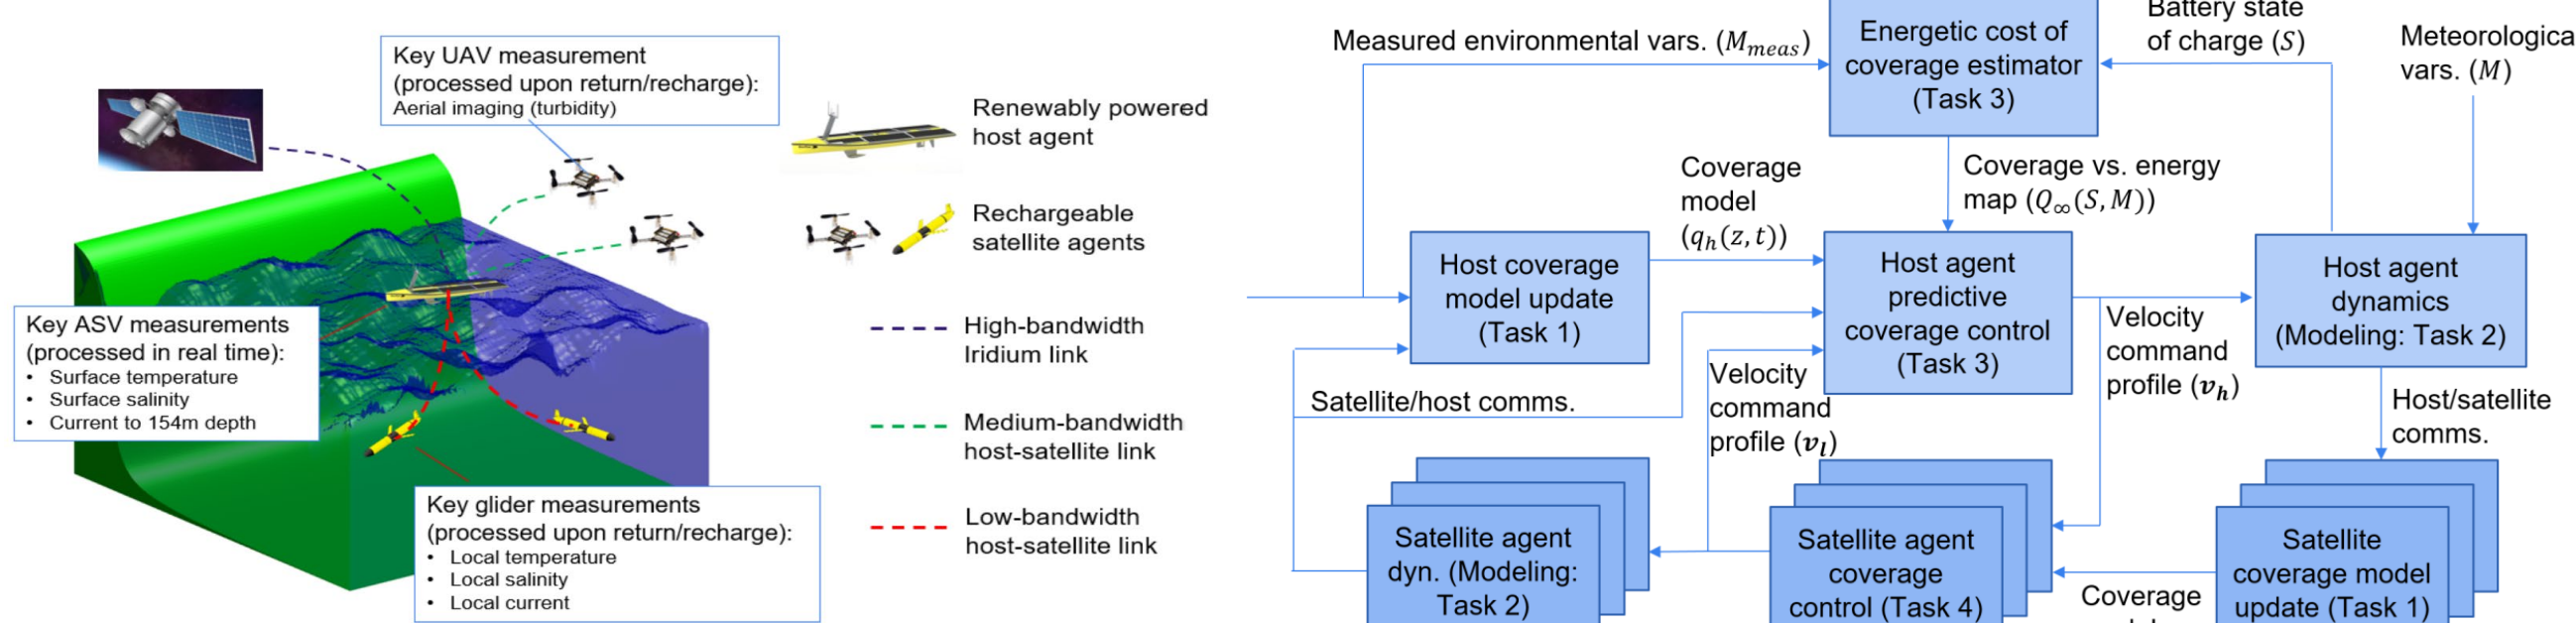 Key UAV measurement
(processed upon return/recharge):
Aerial imaging (turbidity)
Key ASV measurements
(processed in real time):
• Surface temperature
• Surface salinity
• Current to 154m depth
Key glider measurements
(processed upon return/recharge):
• Local temperature
• Local salinity
• Local current
Renewably powered
host agent
Rechargeable
satellite agents
High-bandwidth
Iridium link
Medium-bandwidth
host-satellite link
Low-bandwidth
host-satellite link
Measured environmental vars. (M_meas)
Energetic cost of
coverage estimator
(Task 3)
Battery state
of charge (S)
Meteorologica
vars. (M)
Coverage
model
(q_h(z, t))
Coverage vs. energy
map (Q_∞(S, M))
Host coverage
model update
(Task 1)
Host agent
predictive
coverage control
(Task 3)
Host agent
dynamics
(Modeling: Task 2)
Velocity
command
profile (v_h)
Satellite/host comms.
Velocity
command
profile (v_l)
Host/satellite
comms.
Satellite agent
dyn. (Modeling:
Task 2)
Satellite agent
coverage
control (Task 4)
Satellite
coverage model
update (Task 1)
Coverage